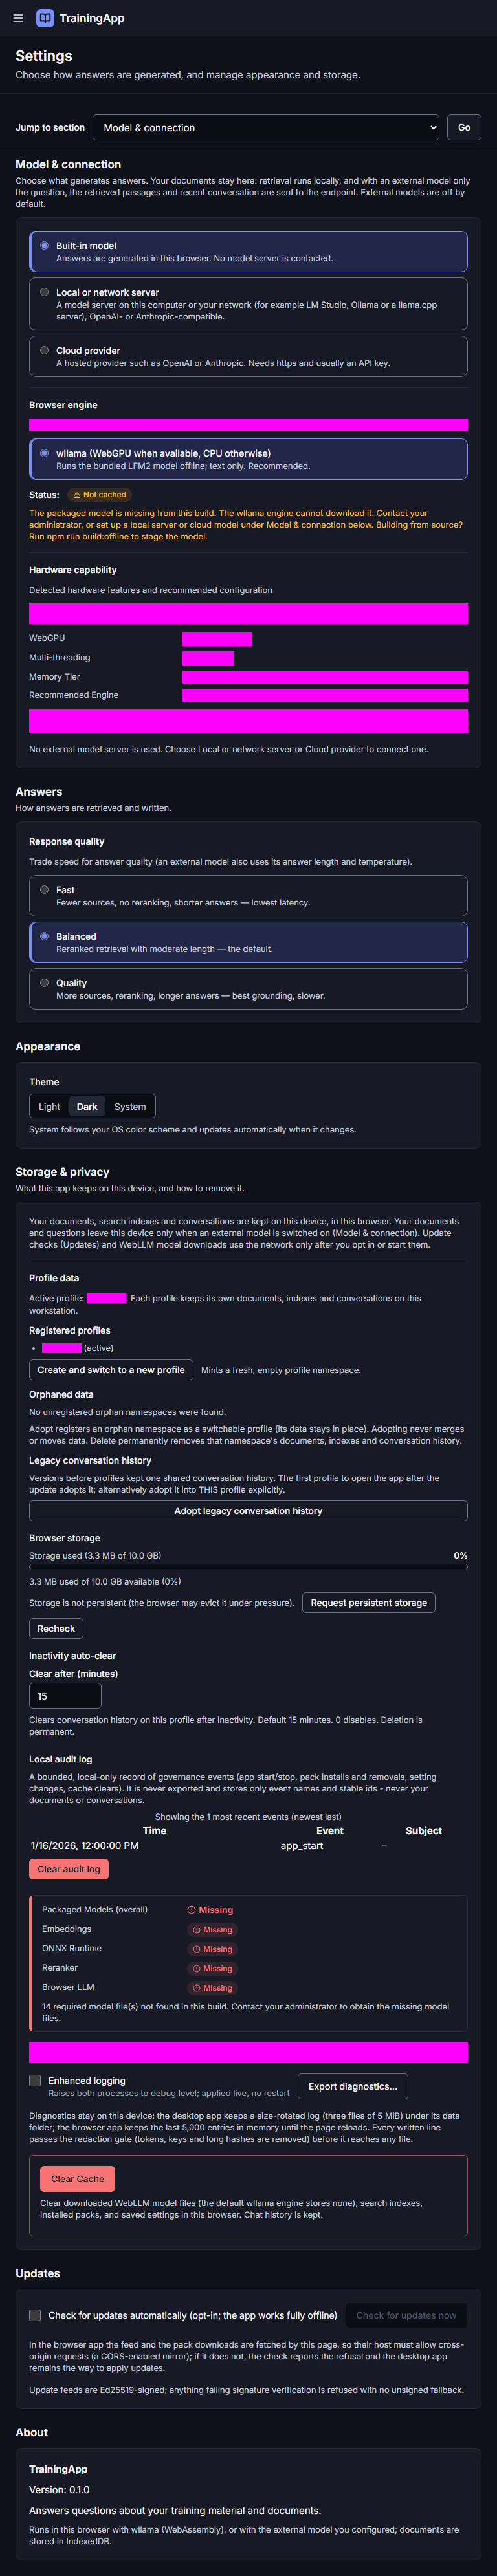 TrainingApp
Settings
Choose how answers are generated, and manage appearance and storage.
Jump to section
Model & connection
Go
Model & connection
Choose what generates answers. Your documents stay here: retrieval runs locally, and with an external model only
the question, the retrieved passages and recent conversation are sent to the endpoint. External models are off by
default.
Built-in model
Answers are generated in this browser. No model server is contacted.
Local or network server
A model server on this computer or your network (for example LM Studio, Ollama or a llama.cpp
server), OpenAI- or Anthropic-compatible.
Cloud provider
A hosted provider such as OpenAI or Anthropic. Needs https and usually an API key.
Browser engine
wllama (WebGPU when available, CPU otherwise)
Runs the bundled LFM2 model offline; text only. Recommended.
Status: Not cached
The packaged model is missing from this build. The wllama engine cannot download it. Contact your
administrator, or set up a local server or cloud model under Model & connection below. Building from source?
Run npm run build:offline to stage the model.
Hardware capability
Detected hardware features and recommended configuration
WebGPU
Multi-threading
Memory Tier
Recommended Engine
No external model server is used. Choose Local or network server or Cloud provider to connect one.
Answers
How answers are retrieved and written.
Response quality
Trade speed for answer quality (an external model also uses its answer length and temperature).
Fast
Fewer sources, no reranking, shorter answers — lowest latency.
Balanced
Reranked retrieval with moderate length — the default.
Quality
More sources, reranking, longer answers — best grounding, slower.
Appearance
Theme
Light Dark System
System follows your OS color scheme and updates automatically when it changes.
Storage & privacy
What this app keeps on this device, and how to remove it.
Your documents, search indexes and conversations are kept on this device, in this browser. Your documents
and questions leave this device only when an external model is switched on (Model & connection). Update
checks (Updates) and WebLLM model downloads use the network only after you opt in or start them.
Profile data
Active profile: . Each profile keeps its own documents, indexes and conversations on this
workstation.
Registered profiles
• (active)
Create and switch to a new profile Mints a fresh, empty profile namespace.
Orphaned data
No unregistered orphan namespaces were found.
Adopt registers an orphan namespace as a switchable profile (its data stays in place). Adopting never merges
or moves data. Delete permanently removes that namespace's documents, indexes and conversation history.
Legacy conversation history
Versions before profiles kept one shared conversation history. The first profile to open the app after the
update adopts it; alternatively adopt it into THIS profile explicitly.
Adopt legacy conversation history
Browser storage
Storage used (3.3 MB of 10.0 GB) 0%
3.3 MB used of 10.0 GB available (0%)
Storage is not persistent (the browser may evict it under pressure). Request persistent storage
Recheck
Inactivity auto-clear
Clear after (minutes)
15
Clears conversation history on this profile after inactivity. Default 15 minutes. 0 disables. Deletion is
permanent.
Local audit log
A bounded, local-only record of governance events (app start/stop, pack installs and removals, setting
changes, cache clears). It is never exported and stores only event names and stable ids - never your
documents or conversations.
Showing the 1 most recent events (newest last)
Time Event Subject
1/16/2026, 12:00:00 PM app_start -
Clear audit log
Packaged Models (overall) Missing
Embeddings Missing
ONNX Runtime Missing
Reranker Missing
Browser LLM Missing
14 required model file(s) not found in this build. Contact your administrator to obtain the missing model
files.
Enhanced logging
Raises both processes to debug level; applied live, no restart
Export diagnostics...
Diagnostics stay on this device: the desktop app keeps a size-rotated log (three files of 5 MiB) under its data
folder; the browser app keeps the last 5,000 entries in memory until the page reloads. Every written line
passes the redaction gate (tokens, keys and long hashes are removed) before it reaches any file.
Clear Cache
Clear downloaded WebLLM model files (the default wllama engine stores none), search indexes,
installed packs, and saved settings in this browser. Chat history is kept.
Updates
Check for updates automatically (opt-in; the app works fully offline) Check for updates now
In the browser app the feed and the pack downloads are fetched by this page, so their host must allow cross-
origin requests (a CORS-enabled mirror); if it does not, the check reports the refusal and the desktop app
remains the way to apply updates.
Update feeds are Ed25519-signed; anything failing signature verification is refused with no unsigned fallback.
About
TrainingApp
Version: 0.1.0
Answers questions about your training material and documents.
Runs in this browser with wllama (WebAssembly), or with the external model you configured; documents are
stored in IndexedDB.